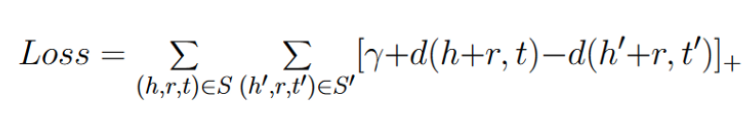 Loss = ∑ ∑ [γ+d(h+r, t)−d(h′+r, t′)]₊
(h,r,t)∈S (h′,r,t′)∈S′